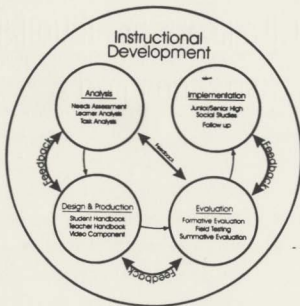 Instructional
Development
Analysis
Needs Assessment
Learner Analysis
Task Analysis
Implementation
Junior/Senior High
Social Studies
Follow up
Feedback
Feedback
Feedback
Design & Production
Student Handbook
Teacher Handbook
Video Component
Evaluation
Formative Evaluation
Field Testing
Summative Evaluation
Feedback